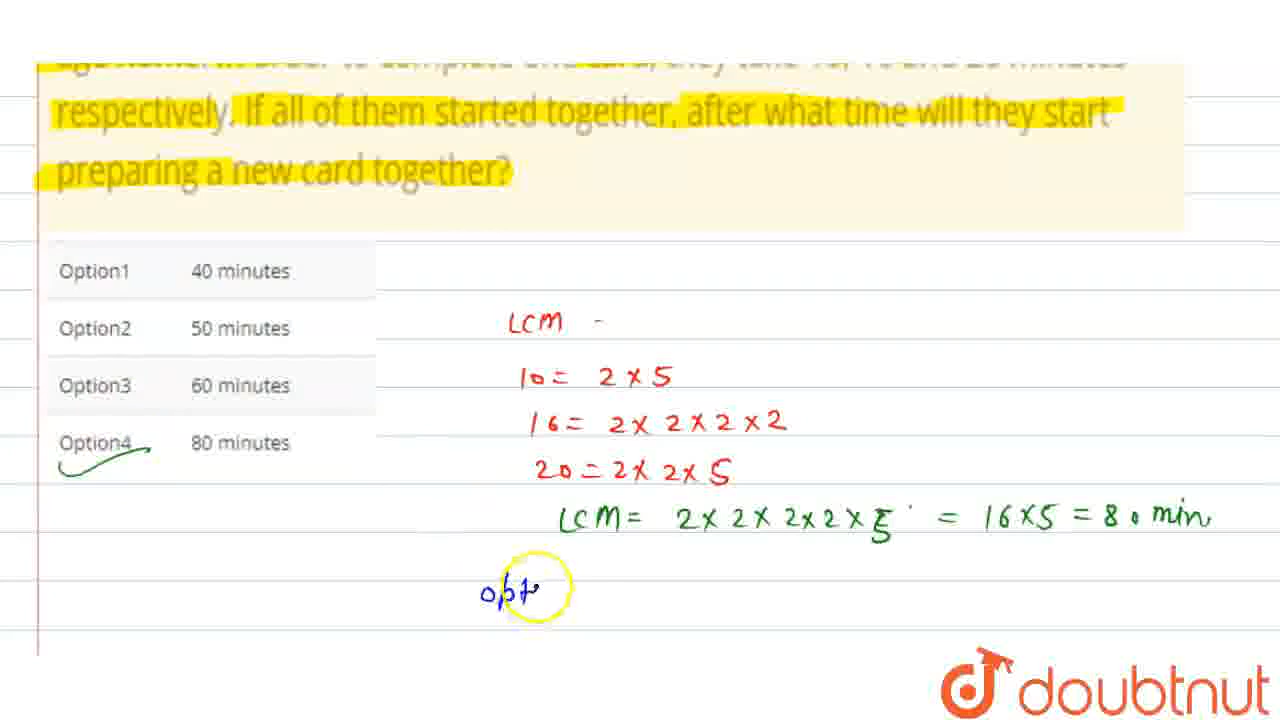 respectively. If all of them started together, after what time will they start
preparing a new card together?
Option1 40 minutes
Option2 50 minutes
Option3 60 minutes
Option4 80 minutes
LCM -
10 = 2 × 5
16 = 2 × 2 × 2 × 2
20 = 2 × 2 × 5
LCM = 2 × 2 × 2 × 2 × 5 = 16 × 5 = 80 min
opt
doubtnut